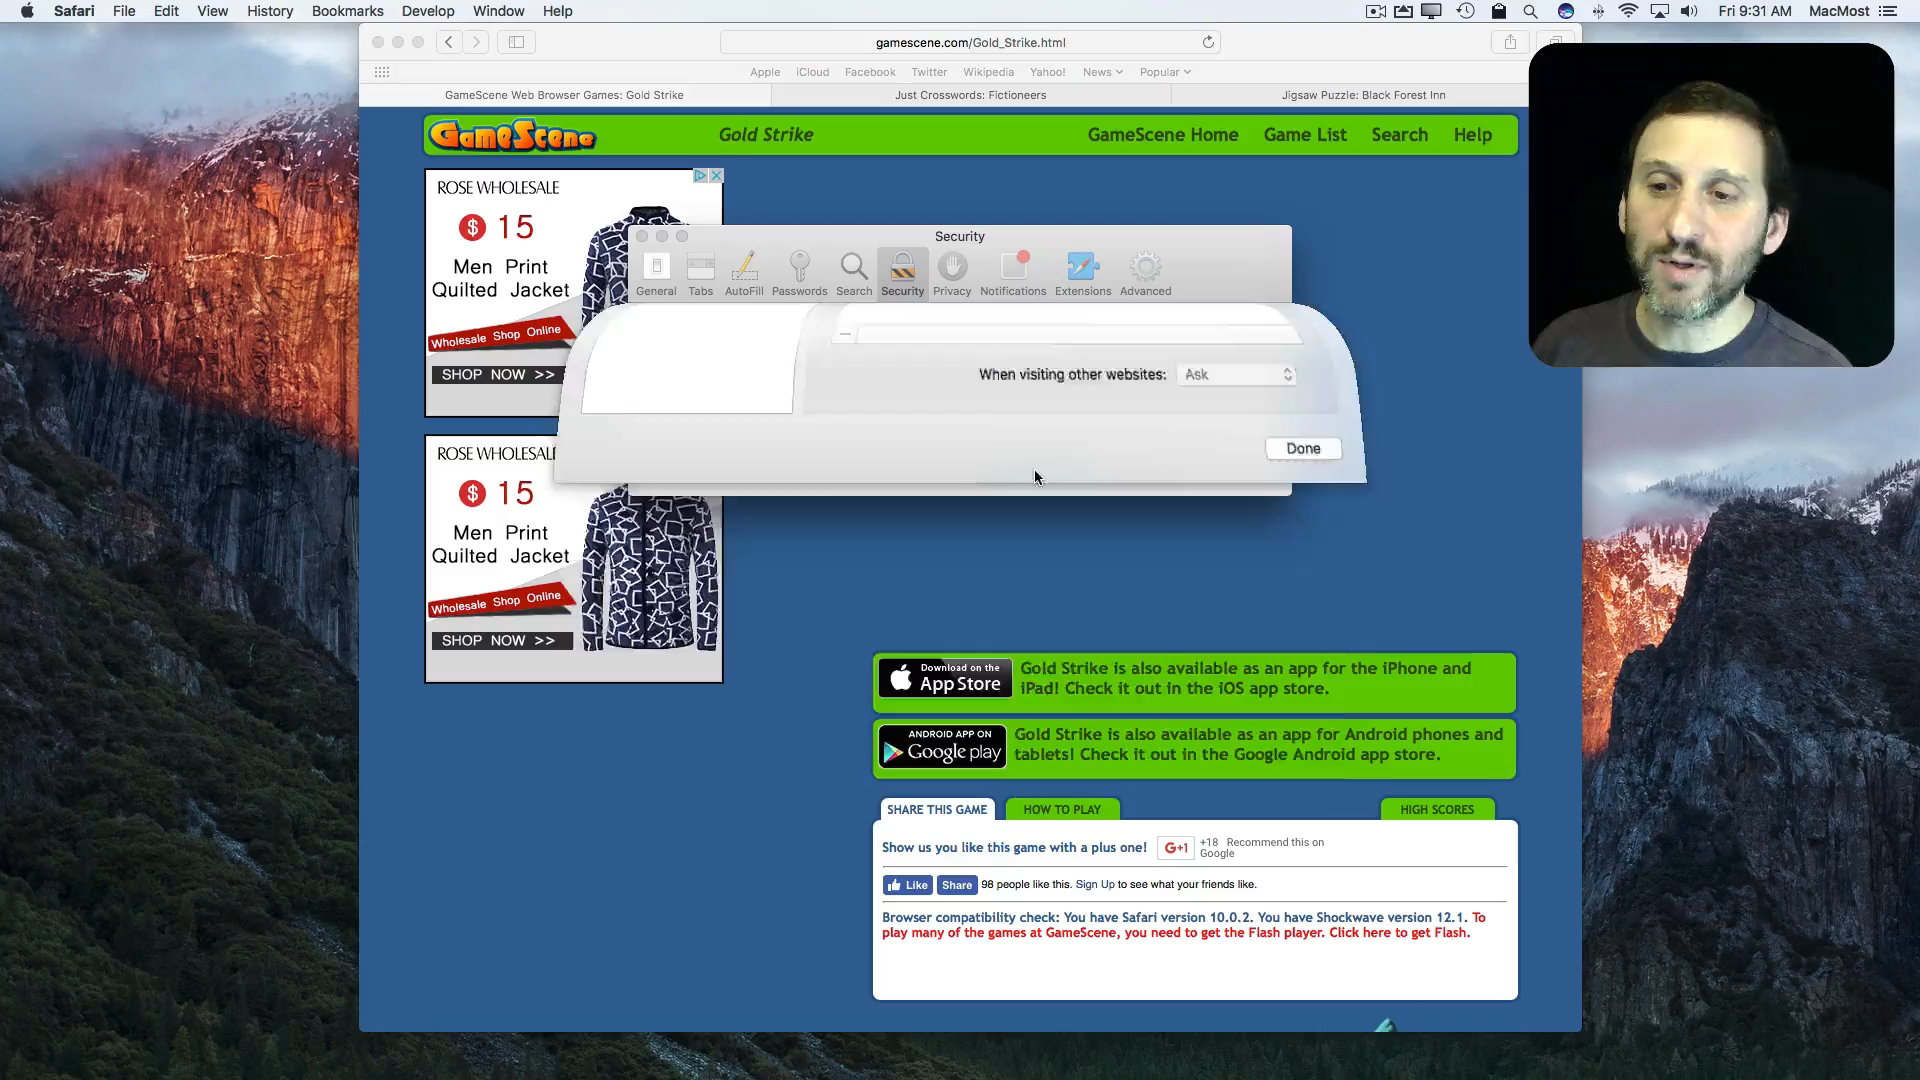 Safari File Edit View History Bookmarks Develop Window Help
Fri 9:31 AM MacMost
gamescene.com/Gold_Strike.html
Apple iCloud Facebook Twitter Wikipedia Yahoo! News Popular
GameScene Web Browser Games: Gold Strike
Just Crosswords: Fictioneers
Jigsaw Puzzle: Black Forest Inn
GameScene
Gold Strike
GameScene Home Game List Search Help
ROSE WHOLESALE
$ 15
Men Print
Quilted Jacket
Wholesale Shop Online
SHOP NOW >>
Security
General Tabs AutoFill Passwords Search Security Privacy Notifications Extensions Advanced
When visiting other websites: Ask
Done
ROSE WHOLESALE
$ 15
Men Print
Quilted Jacket
Wholesale Shop Online
SHOP NOW >>
Download on the
App Store
Gold Strike is also available as an app for the iPhone and
iPad! Check it out in the iOS app store.
ANDROID APP ON
Google play
Gold Strike is also available as an app for Android phones and
tablets! Check it out in the Google Android app store.
SHARE THIS GAME
HOW TO PLAY
HIGH SCORES
Show us you like this game with a plus one! G+1 +18 Recommend this on
Google
Like Share 98 people like this. Sign Up to see what your friends like.
Browser compatibility check: You have Safari version 10.0.2. You have Shockwave version 12.1. To
play many of the games at GameScene, you need to get the Flash player. Click here to get Flash.